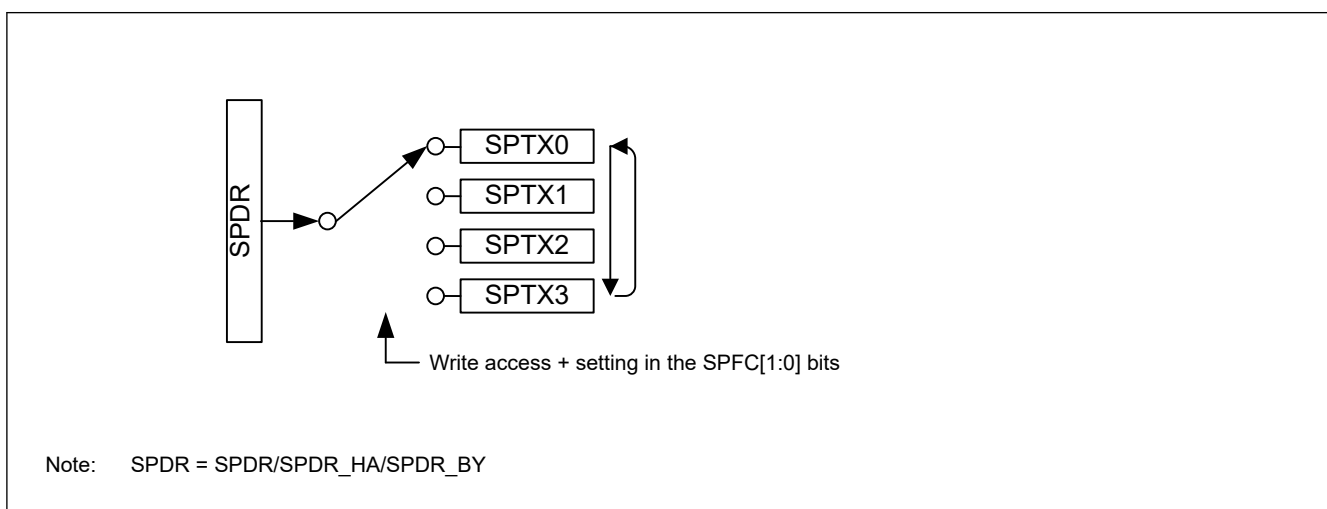 SPDR
SPTX0
SPTX1
SPTX2
SPTX3
Write access + setting in the SPFC[1:0] bits
Note: SPDR = SPDR/SPDR_HA/SPDR_BY